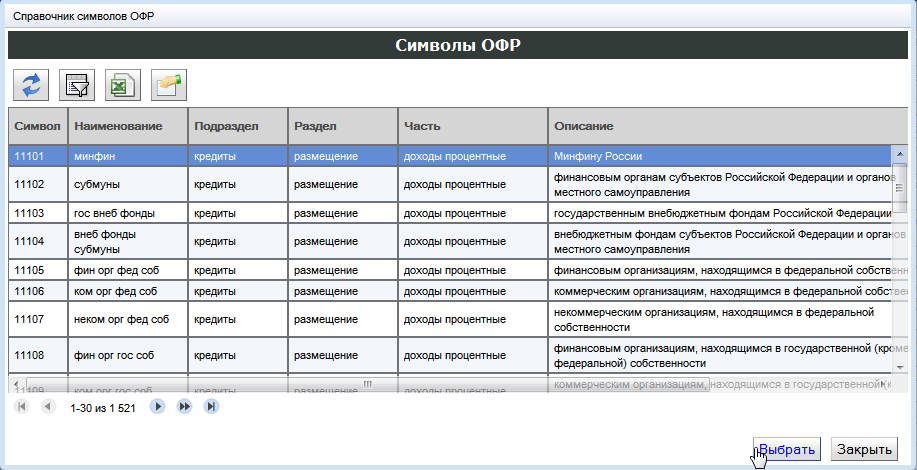 Справочник символов ОФР
Символы ОФР
Символ Наименование Подраздел Раздел Часть Описание
11101 минфин кредиты размещение доходы процентные Минфину России
11102 субмуны кредиты размещение доходы процентные финансовым органам субъектов Российской Федерации и органов
местного самоуправления
11103 гос внеб фонды кредиты размещение доходы процентные государственным внебюджетным фондам Российской Федерации
11104 внеб фонды субмуны кредиты размещение доходы процентные внебюджетным фондам субъектов Российской Федерации и органов
местного самоуправления
11105 фин орг фед соб кредиты размещение доходы процентные финансовым организациям, находящимся в федеральной собственн
11106 ком орг фед соб кредиты размещение доходы процентные коммерческим организациям, находящимся в федеральной собствен
11107 неком орг фед соб кредиты размещение доходы процентные некоммерческим организациям, находящимся в федеральной
собственности
11108 фин орг гос соб кредиты размещение доходы процентные финансовым организациям, находящимся в государственной (кроме
федеральной) собственности
11109 ком орг гос соб кредиты размещение доходы процентные коммерческим организациям, находящимся в государственной (к
1-30 из 1 521
Выбрать Закрыть